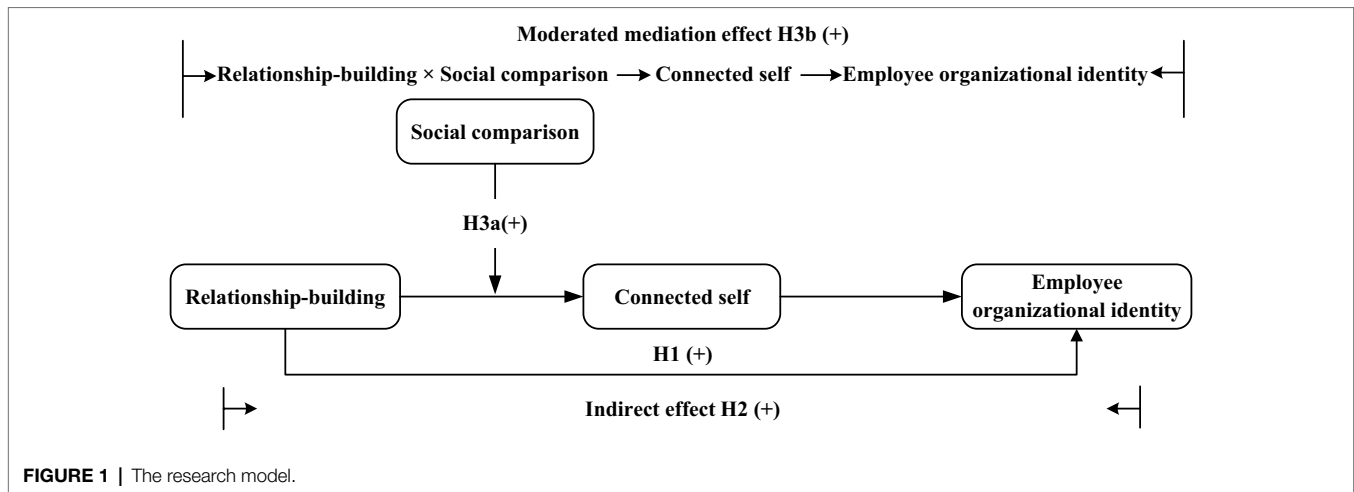 Moderated mediation effect H3b (+)
Relationship-building × Social comparison Connected self Employee organizational identity
Social comparison
H3a(+)
Relationship-building
Connected self
Employee
organizational identity
H1 (+)
Indirect effect H2 (+)
FIGURE 1 | The research model.